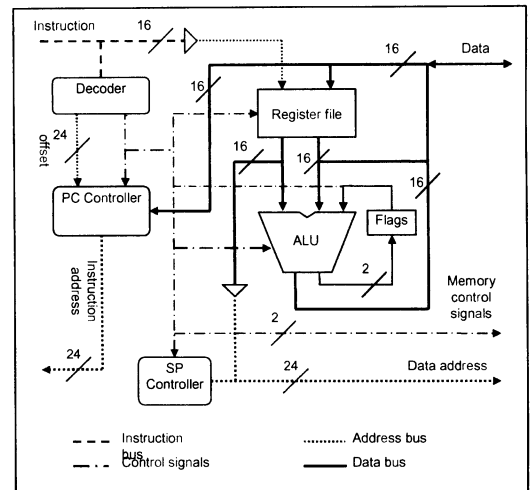 Instruction
16
16
Data
Decoder
16
Register file
24
offset
16
16
16
PC Controller
Flags
ALU
2
Instruction
address
Memory
control
signals
2
24
SP
Controller
24
Data address
Instruction
bus
Address bus
Control signals
Data bus